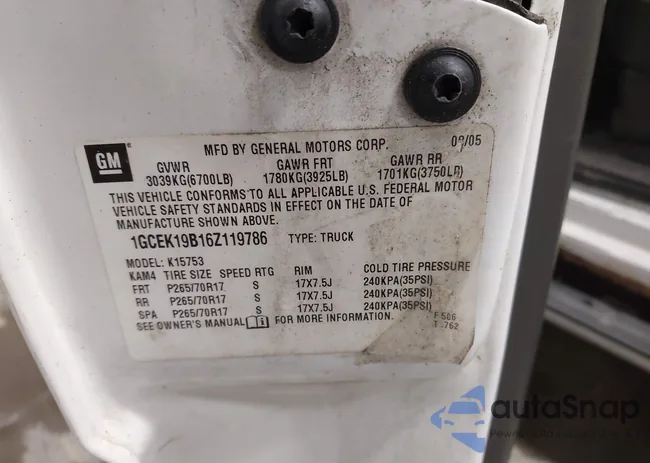 GM
MFD BY GENERAL MOTORS CORP. 09/05
GVWR GAWR FRT GAWR RR
3039KG(6700LB) 1780KG(3925LB) 1701KG(3750LB)
THIS VEHICLE CONFORMS TO ALL APPLICABLE U.S. FEDERAL MOTOR
VEHICLE SAFETY STANDARDS IN EFFECT ON THE DATE OF
MANUFACTURE SHOWN ABOVE.
1GCEK19B16Z119786 TYPE: TRUCK
MODEL: K15753
KAM4 TIRE SIZE SPEED RTG RIM COLD TIRE PRESSURE
FRT P265/70R17 S 17X7.5J 240KPA(35PSI)
RR P265/70R17 S 17X7.5J 240KPA(35PSI)
SPA P265/70R17 S 17X7.5J 240KPA(35PSI)
SEE OWNER'S MANUAL FOR MORE INFORMATION.
F 506
T 762
autoSnap